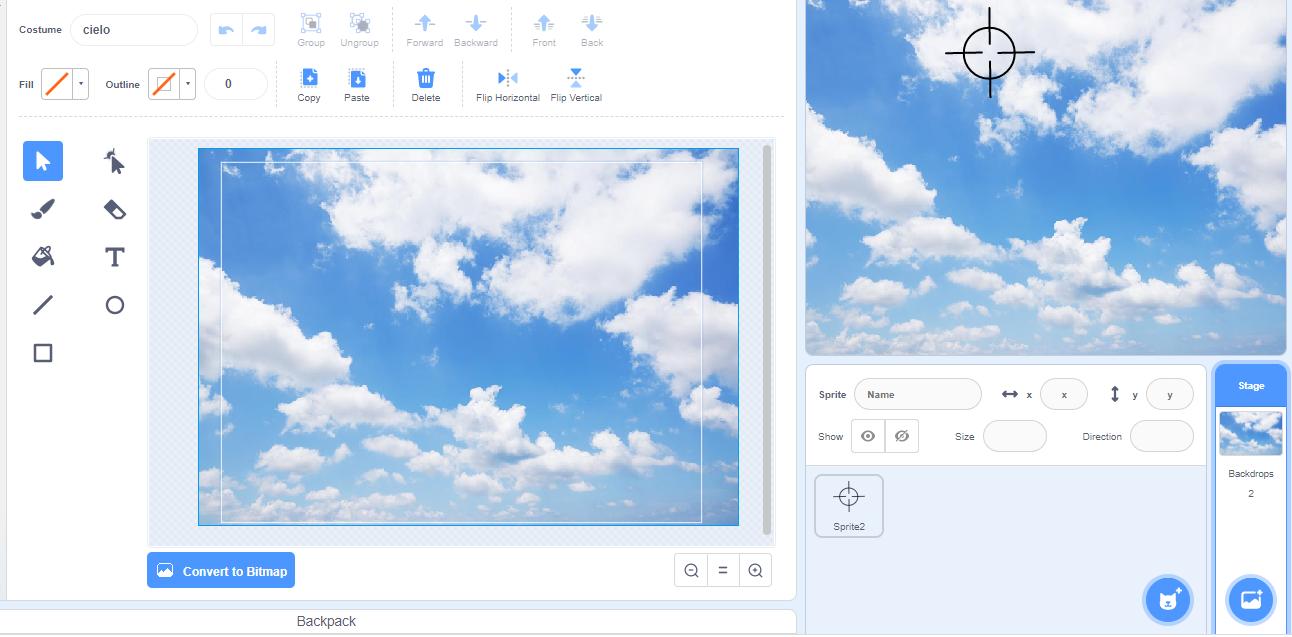 Costume cielo
Group Ungroup Forward Backward Front Back
Fill Outline 0
Copy Paste Delete Flip Horizontal Flip Vertical
T
Convert to Bitmap
Backpack
Sprite Name x x y y
Show Size Direction
Sprite2
Stage
Backdrops
2